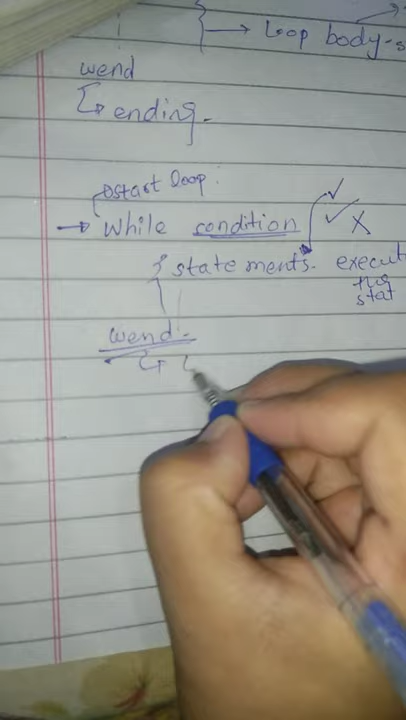 Loop body-s
wend
ending.
start loop.
While condition
statements. execut
the
stat
wend.